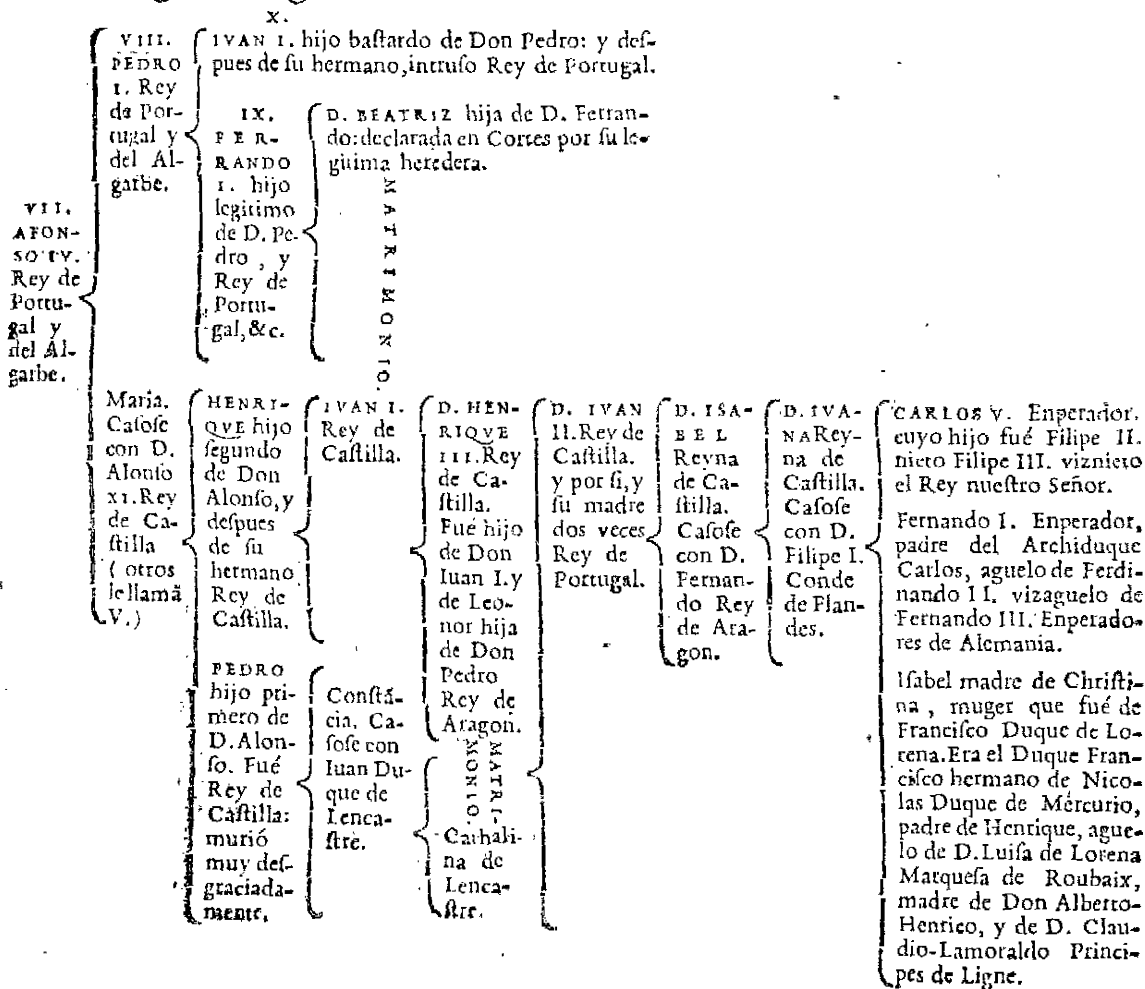 X.
VIII.
PEDRO
I. Rey
de Por-
tugal y
del Al-
garbe.
IVAN I. hijo baſtardo de Don Pedro: y deſ-
pues de ſu hermano, intruſo Rey de Portugal.
IX.
FER-
RANDO
I. hijo
legitimo
de D. Pe-
dro, y
Rey de
Portu-
gal, &c.
D. BEATRIZ hija de D. Ferran-
do: declarada en Cortes por ſu le-
gitima heredera.
MATRIMONIO.
VII.
AFON-
SO IV.
Rey de
Portu-
gal y
del Al-
garbe.
Maria.
Caſoſe
con D.
Alonſo
XI. Rey
de Ca-
ſtilla
(otros
le llamã
V.)
HENRI-
QVE hijo
ſegundo
de Don
Alonſo, y
deſpues
de ſu
hermano
Rey de
Caſtilla.
PEDRO
hijo pri-
mero de
D. Alon-
ſo. Fué
Rey de
Caſtilla:
murió
muy deſ-
graciada-
mente.
IVAN I.
Rey de
Caſtilla.
Conſtã-
cia. Ca-
ſoſe con
Iuan Du-
que de
Lenca-
ſtre.
D. HEN-
RIQVE
III. Rey
de Ca-
ſtilla.
Fué hijo
de Don
Iuan I. y
de Leo-
nor hija
de Don
Pedro
Rey de
Aragon.
MATRI-
MONIO.
Cathali-
na de
Lenca-
ſtre.
D. IVAN
II. Rey de
Caſtilla.
y por ſi, y
ſu madre
dos veces
Rey de
Portugal.
D. ISA-
BEL
Reyna
de Ca-
ſtilla.
Caſoſe
con D.
Fernan-
do Rey
de Ara-
gon.
D. IVA-
NA Rey-
na de
Caſtilla.
Caſoſe
con D.
Filipe I.
Conde
de Flan-
des.
CARLOS V. Enperador,
cuyo hijo fué Filipe II.
nieto Filipe III. viznieto
el Rey nueſtro Señor.
Fernando I. Enperador,
padre del Archiduque
Carlos, aguelo de Ferdi-
nando II. vizaguelo de
Fernando III. Enperado-
res de Alemania.
Iſabel madre de Chriſti-
na, muger que fué de
Franciſco Duque de Lo-
rena. Era el Duque Fran-
ciſco hermano de Nico-
las Duque de Mércurio,
padre de Henrique, ague-
lo de D. Luiſa de Lorena
Marqueſa de Roubaix,
madre de Don Alberto-
Henrico, y de D. Clau-
dio-Lamoraldo Princi-
pes de Ligne.